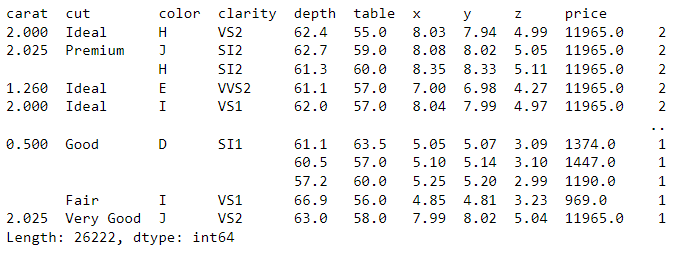 carat cut color clarity depth table x y z price
2.000 Ideal H VS2 62.4 55.0 8.03 7.94 4.99 11965.0 2
2.025 Premium J SI2 62.7 59.0 8.08 8.02 5.05 11965.0 2
H SI2 61.3 60.0 8.35 8.33 5.11 11965.0 2
1.260 Ideal E VVS2 61.1 57.0 7.00 6.98 4.27 11965.0 2
2.000 Ideal I VS1 62.0 57.0 8.04 7.99 4.97 11965.0 2
..
0.500 Good D SI1 61.1 63.5 5.05 5.07 3.09 1374.0 1
60.5 57.0 5.10 5.14 3.10 1447.0 1
57.2 60.0 5.25 5.20 2.99 1190.0 1
Fair I VS1 66.9 56.0 4.85 4.81 3.23 969.0 1
2.025 Very Good J VS2 63.0 58.0 7.99 8.02 5.04 11965.0 1
Length: 26222, dtype: int64